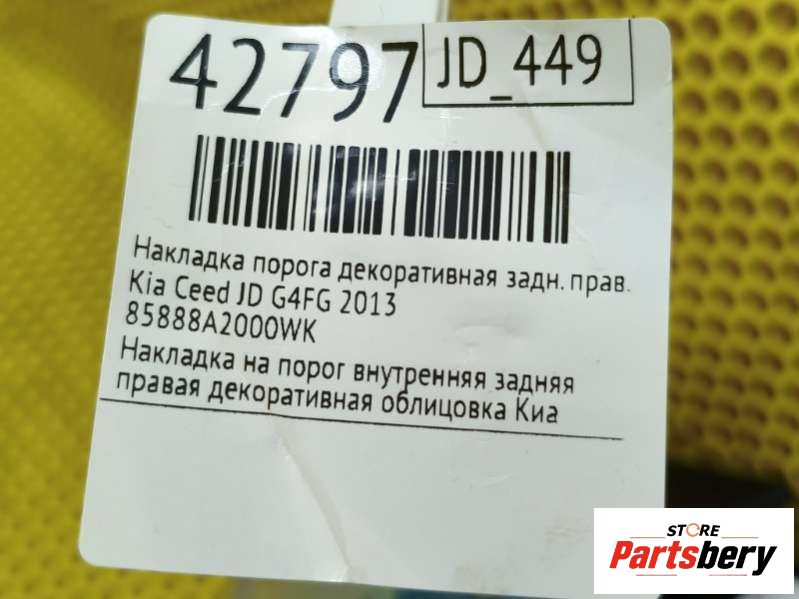 42797
JD_449
Накладка порога декоративная задн. прав.
Kia Ceed JD G4FG 2013
85888A2000WK
Накладка на порог внутренняя задняя
правая декоративная облицовка Киа
STORE
Partsbery